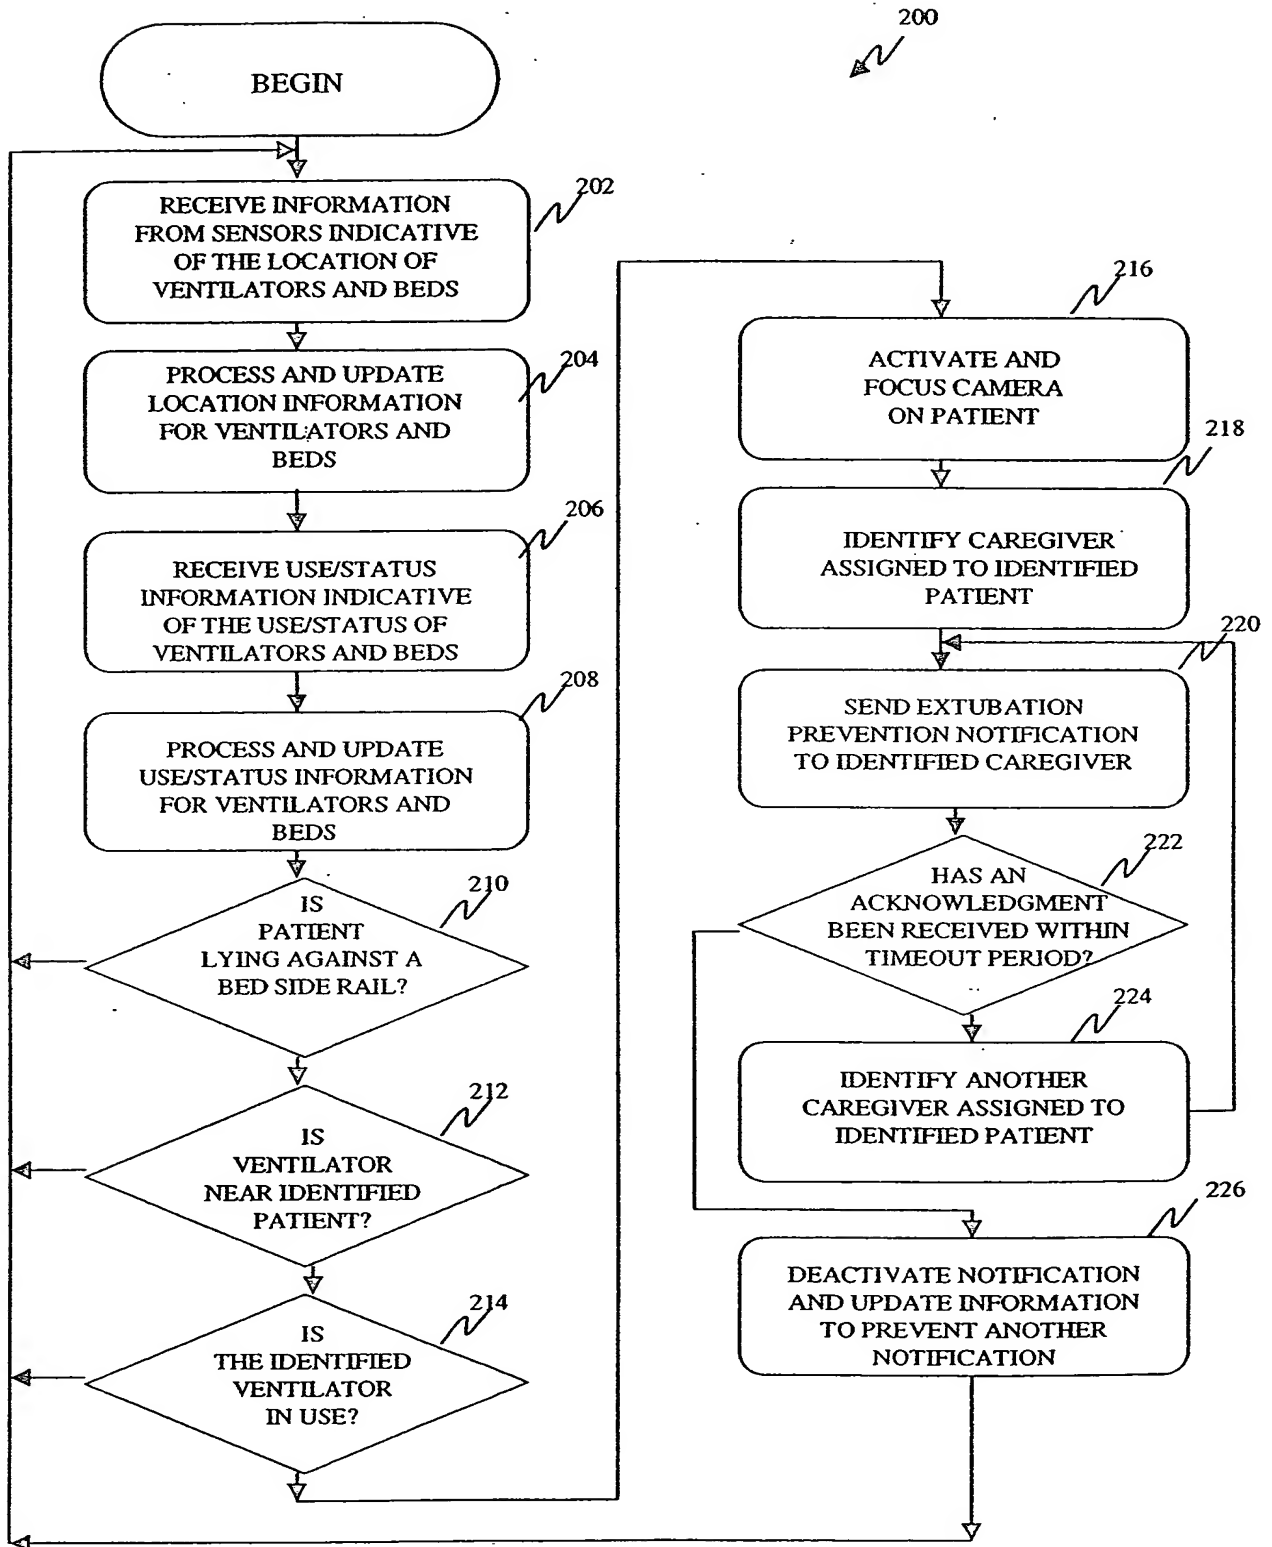 200
BEGIN
202
RECEIVE INFORMATION
FROM SENSORS INDICATIVE
OF THE LOCATION OF
VENTILATORS AND BEDS
204
PROCESS AND UPDATE
LOCATION INFORMATION
FOR VENTILATORS AND
BEDS
206
RECEIVE USE/STATUS
INFORMATION INDICATIVE
OF THE USE/STATUS OF
VENTILATORS AND BEDS
208
PROCESS AND UPDATE
USE/STATUS INFORMATION
FOR VENTILATORS AND
BEDS
210
IS
PATIENT
LYING AGAINST A
BED SIDE RAIL?
212
IS
VENTILATOR
NEAR IDENTIFIED
PATIENT?
214
IS
THE IDENTIFIED
VENTILATOR
IN USE?
216
ACTIVATE AND
FOCUS CAMERA
ON PATIENT
218
IDENTIFY CAREGIVER
ASSIGNED TO IDENTIFIED
PATIENT
220
SEND EXTUBATION
PREVENTION NOTIFICATION
TO IDENTIFIED CAREGIVER
222
HAS AN
ACKNOWLEDGMENT
BEEN RECEIVED WITHIN
TIMEOUT PERIOD?
224
IDENTIFY ANOTHER
CAREGIVER ASSIGNED TO
IDENTIFIED PATIENT
226
DEACTIVATE NOTIFICATION
AND UPDATE INFORMATION
TO PREVENT ANOTHER
NOTIFICATION